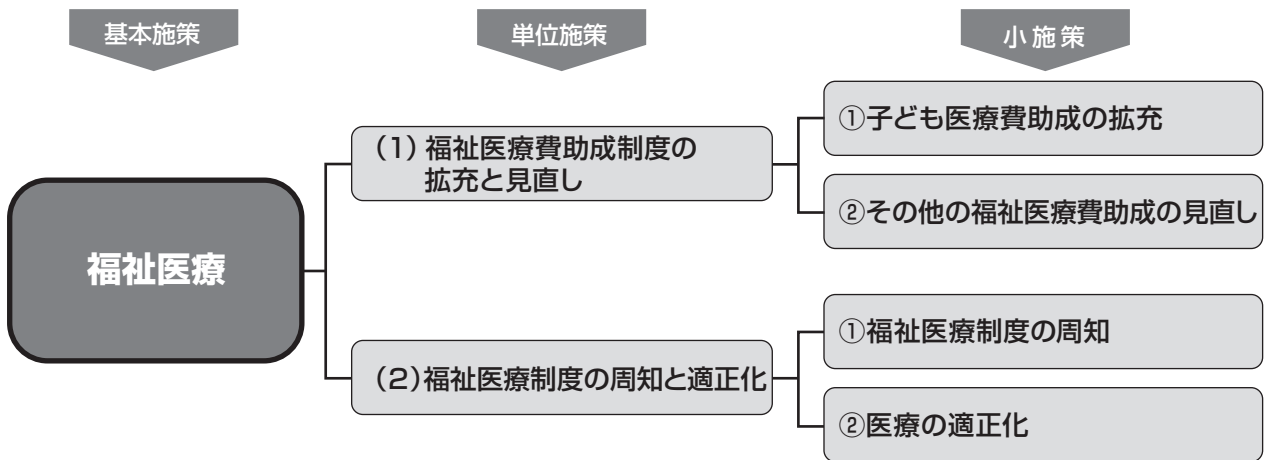 基本施策
単位施策
小施策
福祉医療
(1) 福祉医療費助成制度の
拡充と見直し
①子ども医療費助成の拡充
②その他の福祉医療費助成の見直し
(2)福祉医療制度の周知と適正化
①福祉医療制度の周知
②医療の適正化